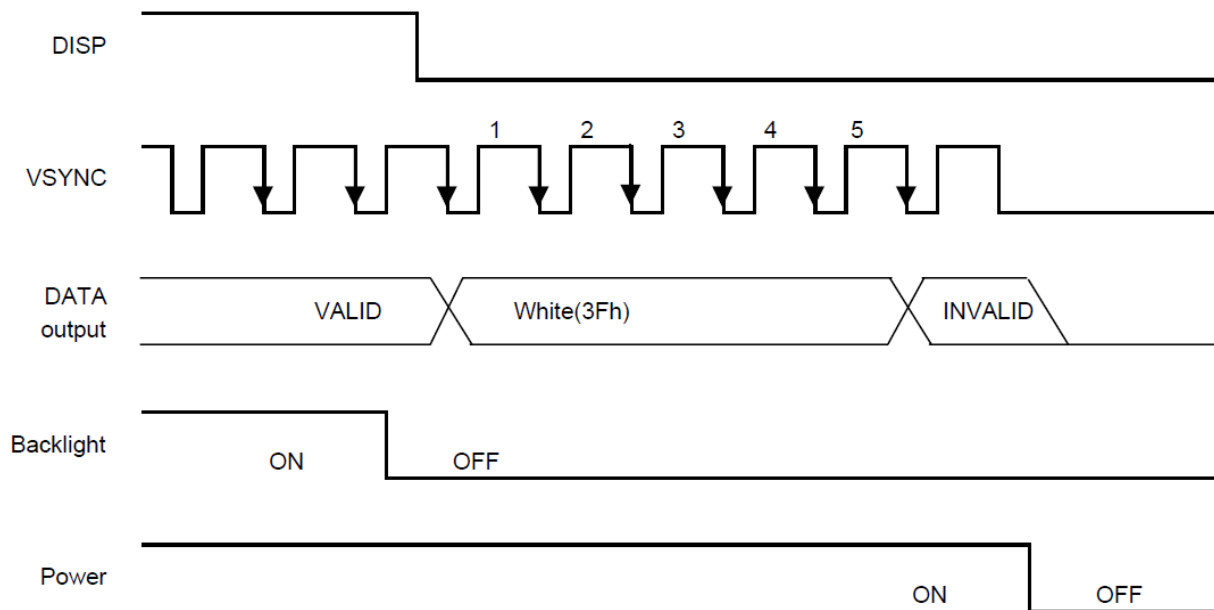 DISP
1 2 3 4 5
VSYNC
DATA
output
VALID White(3Fh) INVALID
Backlight
ON OFF
Power
ON OFF